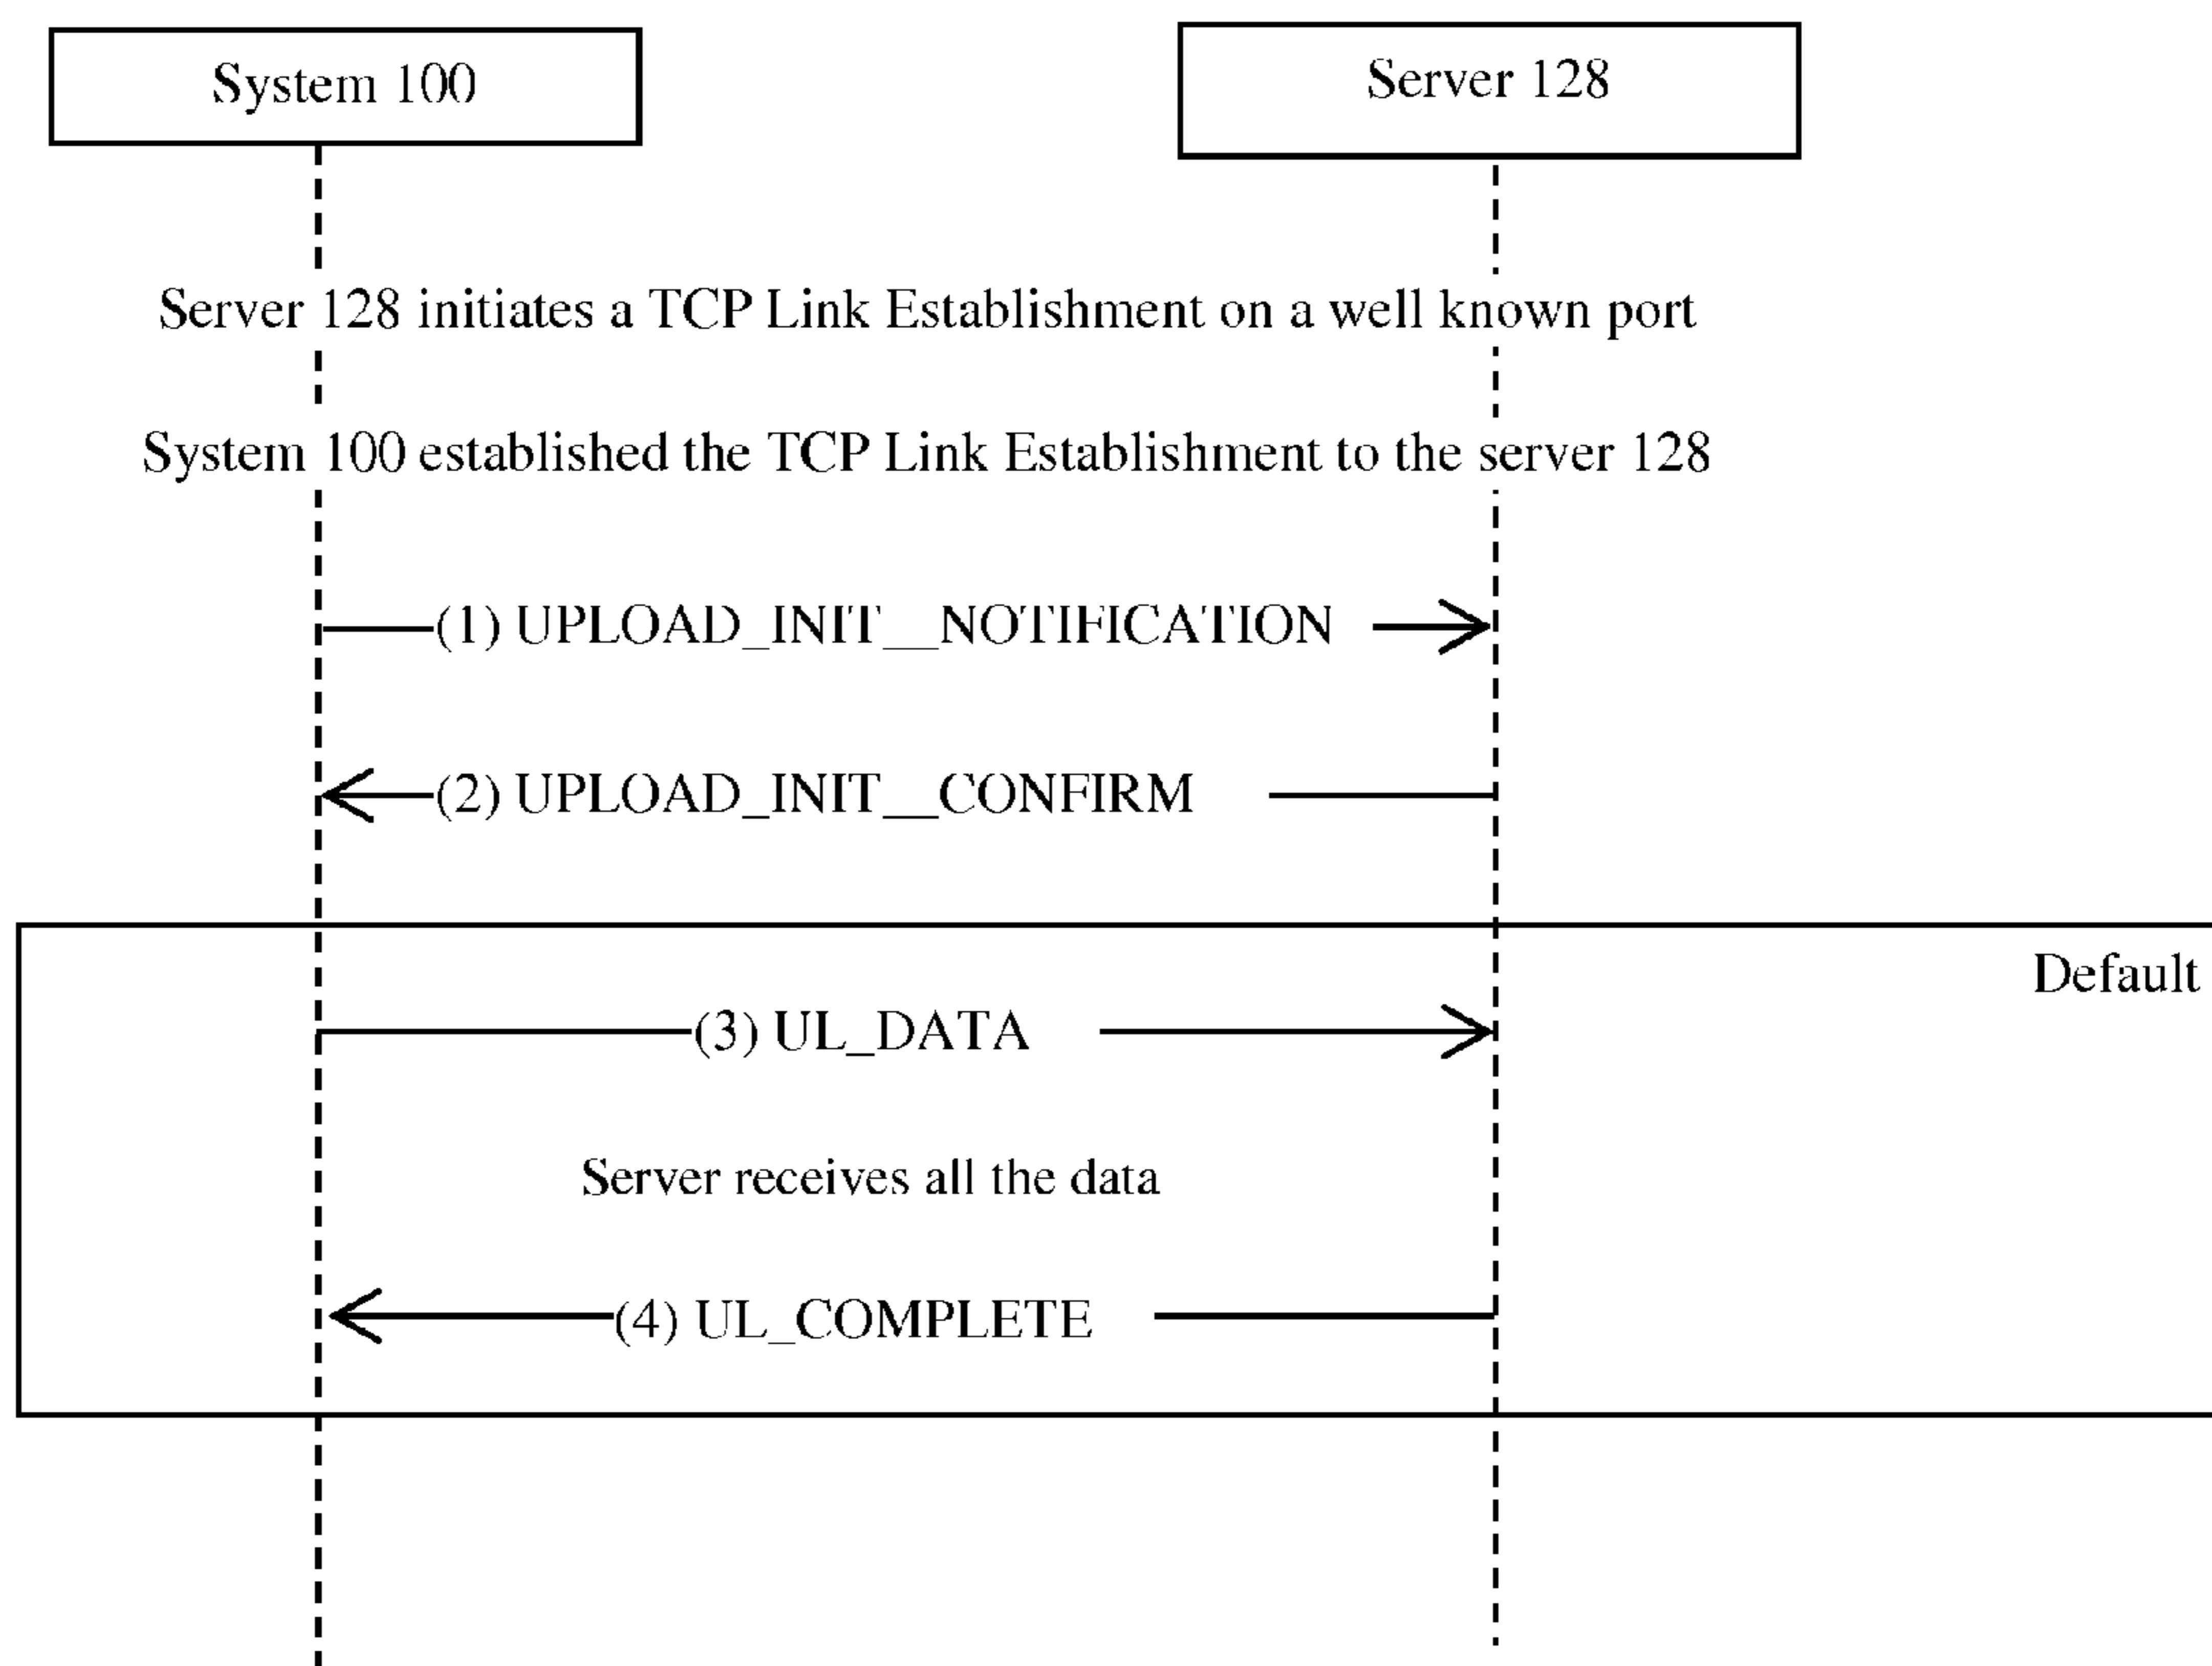 System 100
Server 128
Server 128 initiates a TCP Link Establishment on a well known port
System 100 established the TCP Link Establishment to the server 128
(1) UPLOAD_INIT__NOTIFICATION
(2) UPLOAD_INIT__CONFIRM
Default
(3) UL_DATA
Server receives all the data
(4) UL_COMPLETE